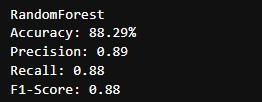 RandomForest
Accuracy: 88.29%
Precision: 0.89
Recall: 0.88
F1-Score: 0.88